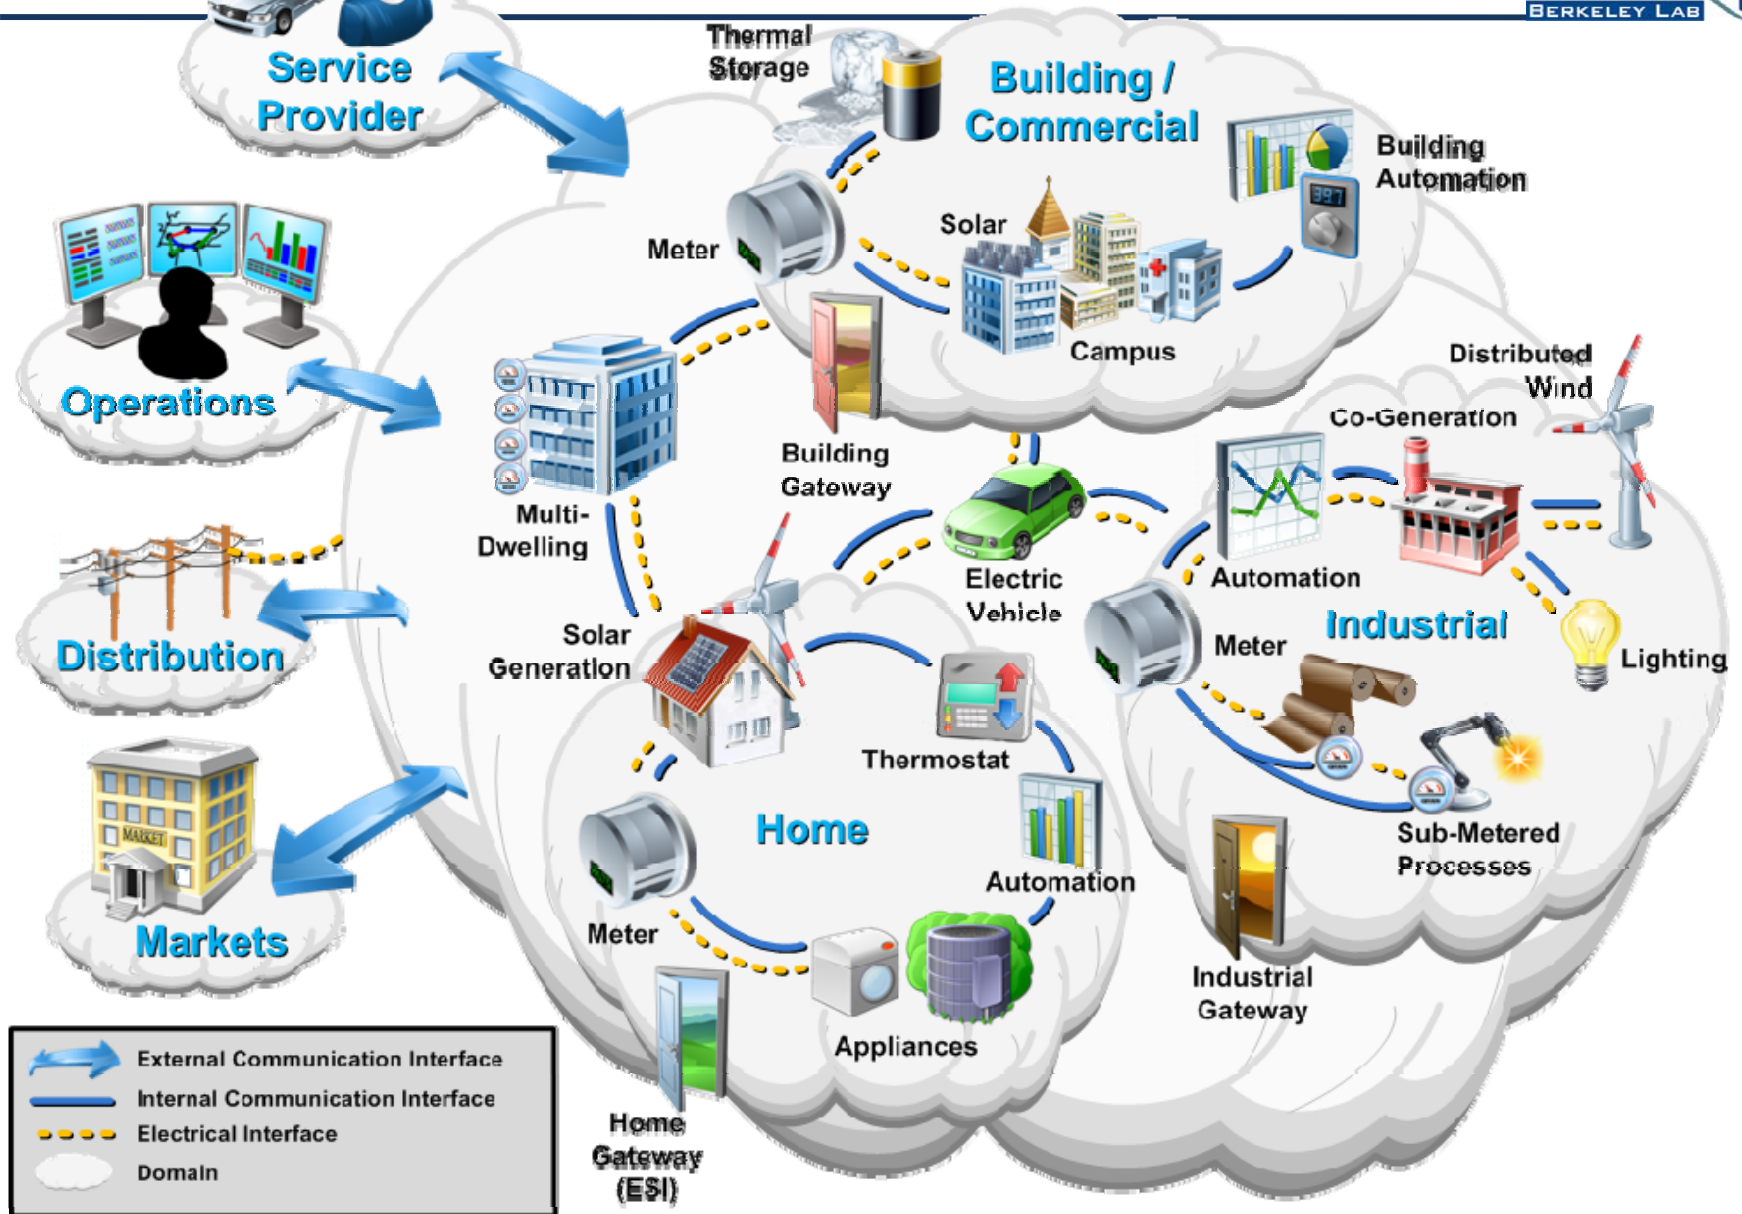 BERKELEY LAB
Service
Provider
Thermal
Storage
Building /
Commercial
Building
Automation
Meter
Solar
Campus
Operations
Multi-
Dwelling
Building
Gateway
Electric
Vehicle
Distributed
Wind
Co-Generation
Automation
Industrial
Meter
Lighting
Sub-Metered
Processes
Industrial
Gateway
Distribution
Solar
Generation
Thermostat
Home
Automation
Meter
Appliances
Home
Gateway
(ESI)
MARKET
Markets
External Communication Interface
Internal Communication Interface
Electrical Interface
Domain